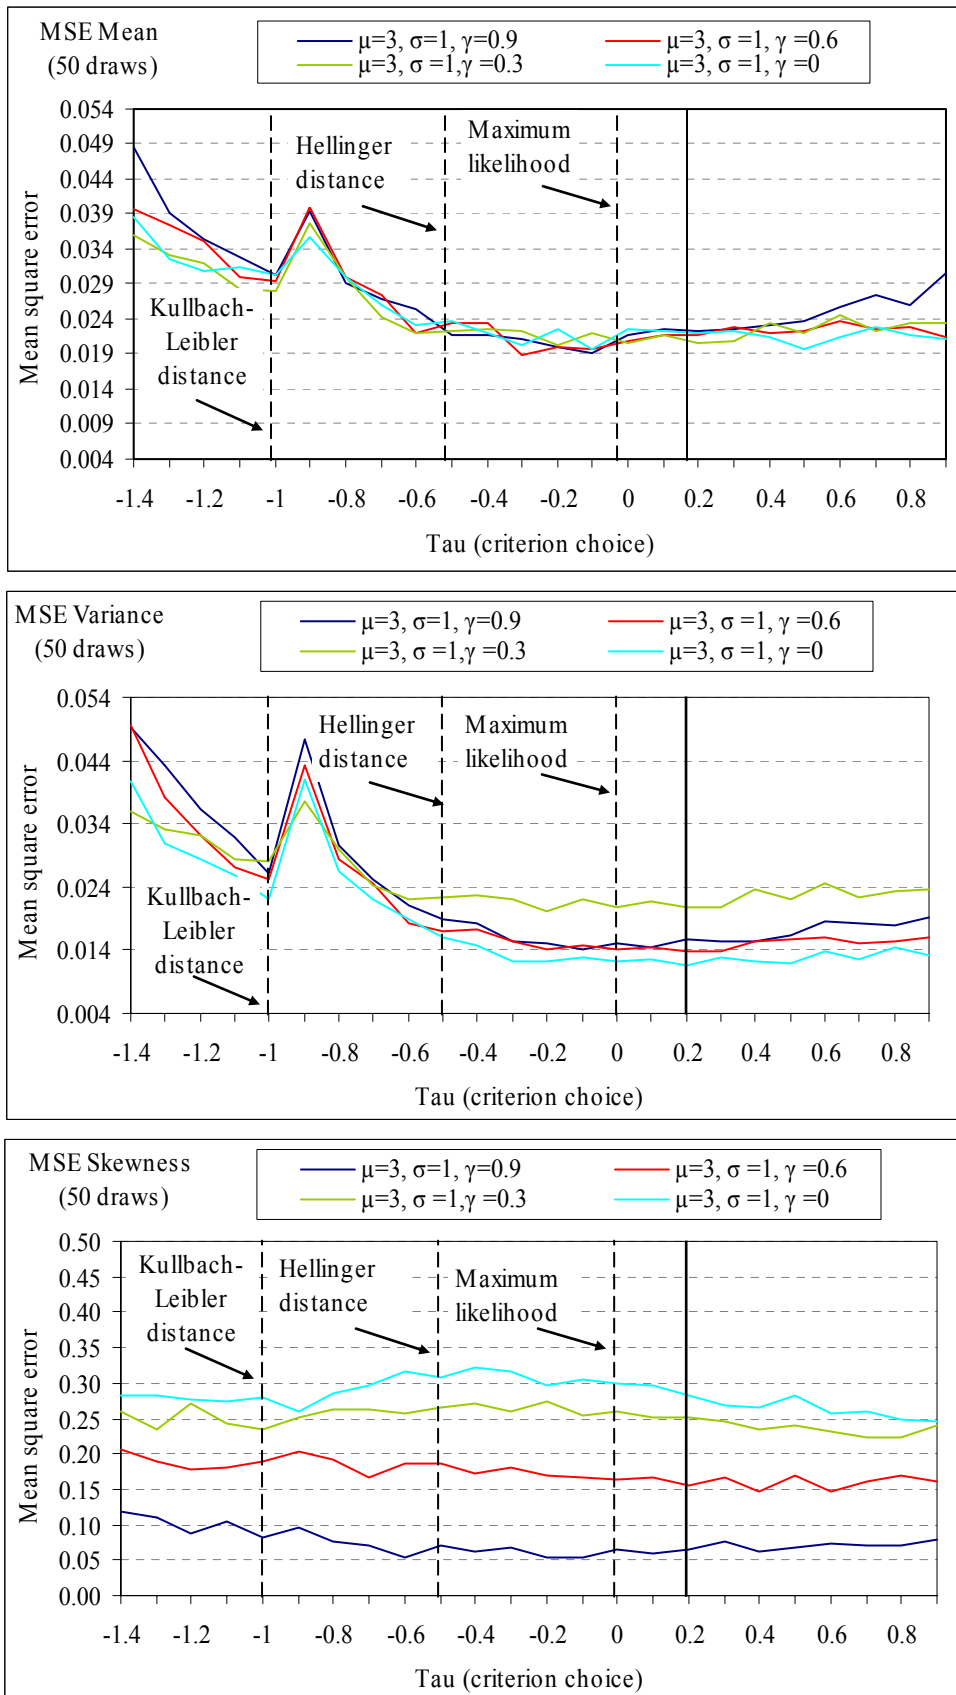 MSE Mean
(50 draws)
μ=3, σ=1, γ=0.9
μ=3, σ =1, γ =0.6
μ=3, σ =1,γ =0.3
μ=3, σ =1, γ =0
0.054
0.049
0.044
0.039
0.034
0.029
0.024
0.019
0.014
0.009
0.004
Mean square error
Kullbach-
Leibler
distance
Hellinger
distance
Maximum
likelihood
-1.4 -1.2 -1 -0.8 -0.6 -0.4 -0.2 0 0.2 0.4 0.6 0.8
Tau (criterion choice)
MSE Variance
(50 draws)
μ=3, σ=1, γ=0.9
μ=3, σ =1, γ =0.6
μ=3, σ =1,γ =0.3
μ=3, σ =1, γ =0
0.054
0.044
0.034
0.024
0.014
0.004
Mean square error
Kullbach-
Leibler
distance
Hellinger
distance
Maximum
likelihood
-1.4 -1.2 -1 -0.8 -0.6 -0.4 -0.2 0 0.2 0.4 0.6 0.8
Tau (criterion choice)
MSE Skewness
(50 draws)
μ=3, σ=1, γ=0.9
μ=3, σ =1, γ =0.6
μ=3, σ =1,γ =0.3
μ=3, σ =1, γ =0
0.50
0.45
0.40
0.35
0.30
0.25
0.20
0.15
0.10
0.05
0.00
Mean square error
Kullbach-
Leibler
distance
Hellinger
distance
Maximum
likelihood
-1.4 -1.2 -1 -0.8 -0.6 -0.4 -0.2 0 0.2 0.4 0.6 0.8
Tau (criterion choice)